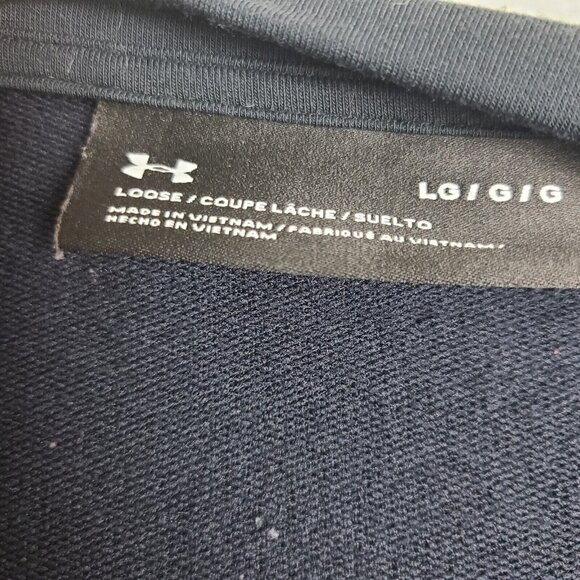 LG / G / G
LOOSE / COUPE LÂCHE / SUELTO
MADE IN VIETNAM / FABRIQUÉ AU VIETNAM /
HECHO EN VIETNAM